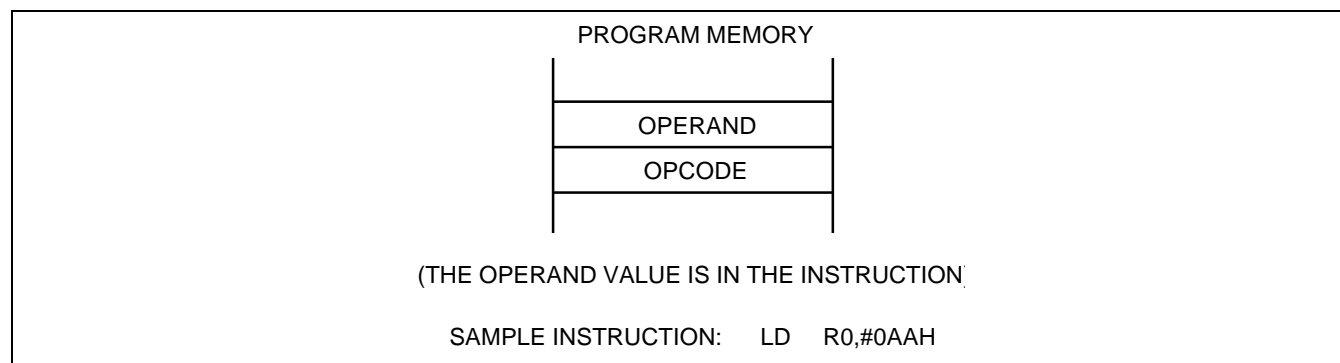 PROGRAM MEMORY
OPERAND
OPCODE
(THE OPERAND VALUE IS IN THE INSTRUCTION)
SAMPLE INSTRUCTION: LD R0,#0AAH